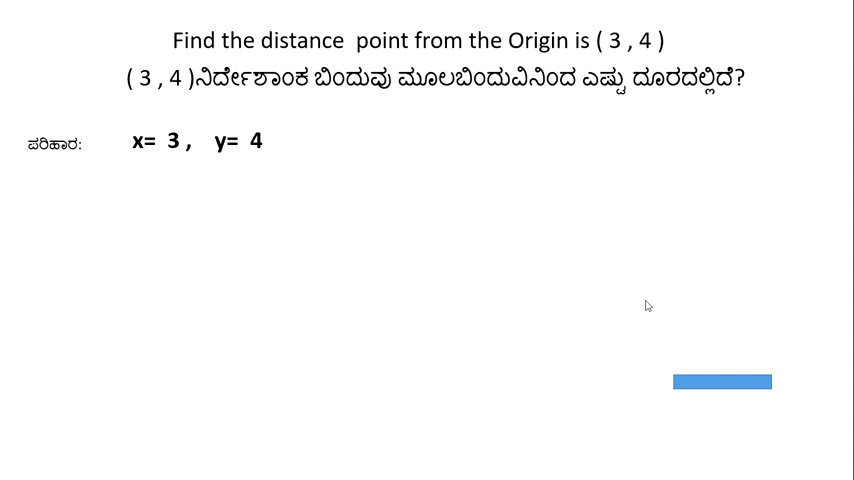 Find the distance point from the Origin is ( 3 , 4 )
( 3 , 4 )ನಿರ್ದೇಶಾಂಕ ಬಿಂದುವು ಮೂಲಬಿಂದುವಿನಿಂದ ಎಷ್ಟು ದೂರದಲ್ಲಿದೆ?
ಪರಿಹಾರ: x= 3 , y= 4